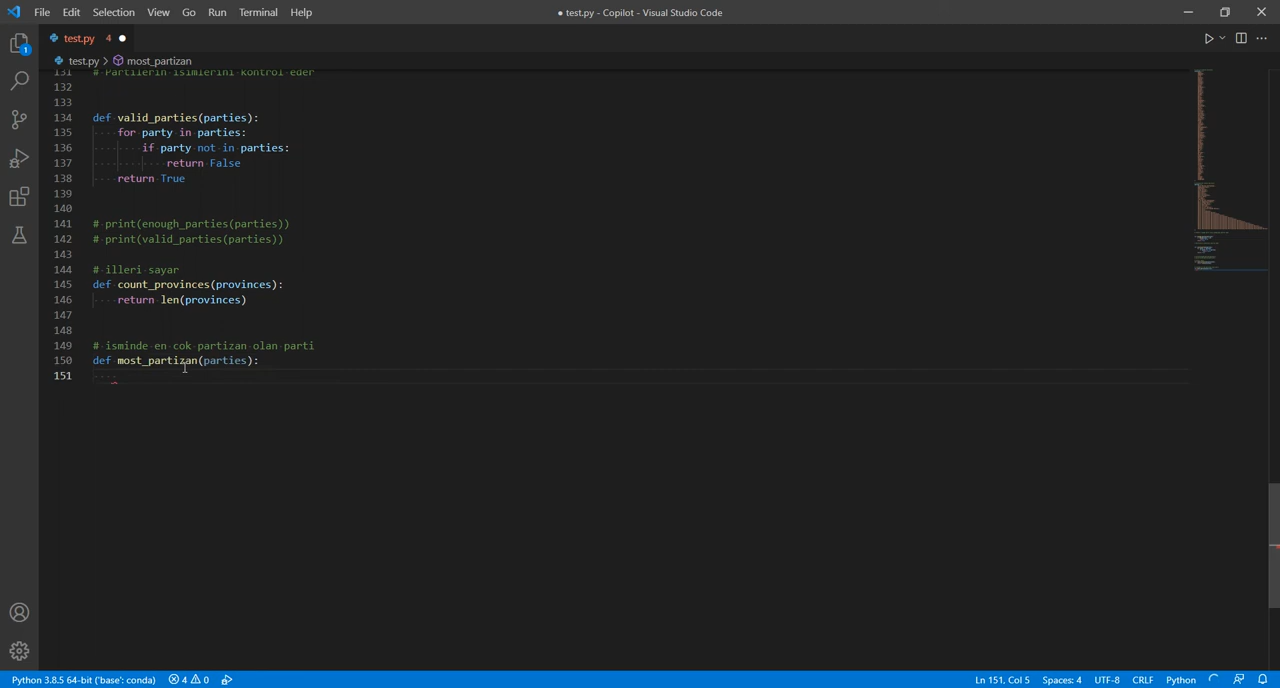 File Edit Selection View Go Run Terminal Help
● test.py - Copilot - Visual Studio Code
test.py 4
test.py > most_partizan
131 # Partilerin isimlerini kontrol eder
132
133
134 def valid_parties(parties):
135 for party in parties:
136 if party not in parties:
137 return False
138 return True
139
140
141 # print(enough_parties(parties))
142 # print(valid_parties(parties))
143
144 # illeri sayar
145 def count_provinces(provinces):
146 return len(provinces)
147
148
149 # isminde en cok partizan olan parti
150 def most_partizan(parties):
151
1
Python 3.8.5 64-bit ('base': conda) 4 0 Ln 151, Col 5 Spaces: 4 UTF-8 CRLF Python